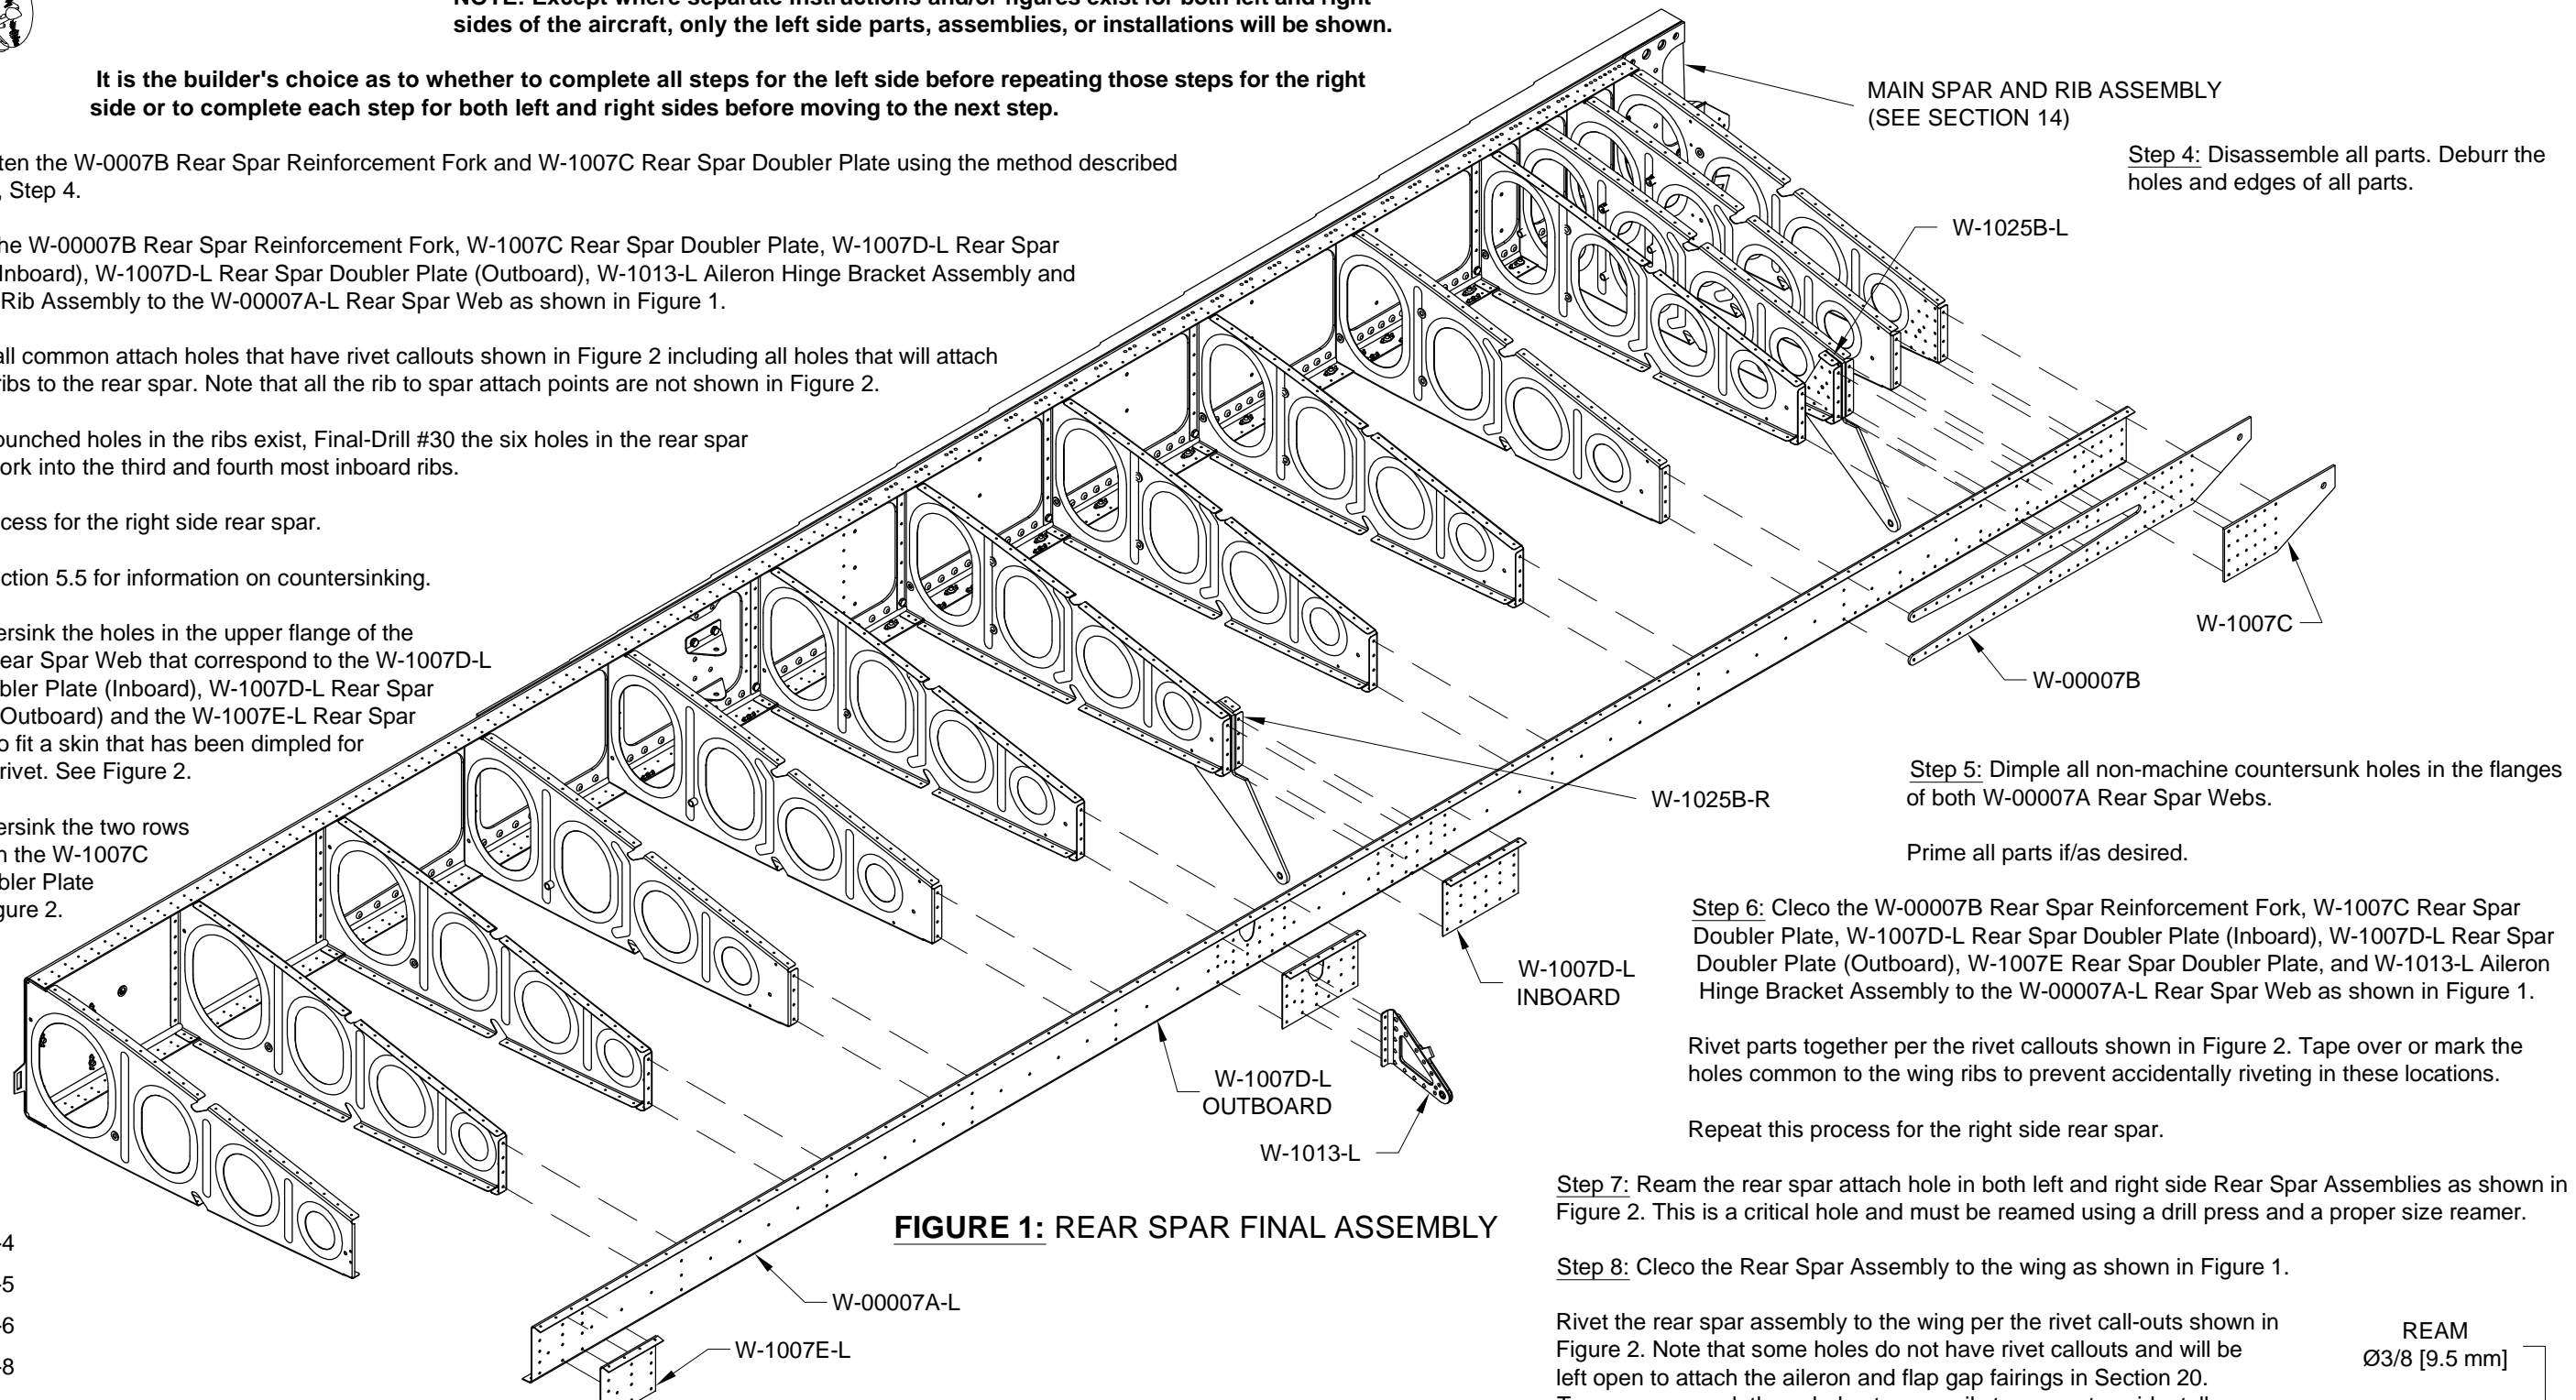 NOTE: Except where separate instructions and/or figures exist for both left and right
sides of the aircraft, only the left side parts, assemblies, or installations will be shown.
It is the builder's choice as to whether to complete all steps for the left side before repeating those steps for the right
side or to complete each step for both left and right sides before moving to the next step.
ten the W-0007B Rear Spar Reinforcement Fork and W-1007C Rear Spar Doubler Plate using the method described
, Step 4.
he W-00007B Rear Spar Reinforcement Fork, W-1007C Rear Spar Doubler Plate, W-1007D-L Rear Spar
Inboard), W-1007D-L Rear Spar Doubler Plate (Outboard), W-1013-L Aileron Hinge Bracket Assembly and
Rib Assembly to the W-00007A-L Rear Spar Web as shown in Figure 1.
all common attach holes that have rivet callouts shown in Figure 2 including all holes that will attach
ribs to the rear spar. Note that all the rib to spar attach points are not shown in Figure 2.
punched holes in the ribs exist, Final-Drill #30 the six holes in the rear spar
ork into the third and fourth most inboard ribs.
cess for the right side rear spar.
ction 5.5 for information on countersinking.
ersink the holes in the upper flange of the
ear Spar Web that correspond to the W-1007D-L
bler Plate (Inboard), W-1007D-L Rear Spar
Outboard) and the W-1007E-L Rear Spar
o fit a skin that has been dimpled for
rivet. See Figure 2.
ersink the two rows
n the W-1007C
bler Plate
gure 2.
-4
-5
-6
-8
MAIN SPAR AND RIB ASSEMBLY
(SEE SECTION 14)
Step 4: Disassemble all parts. Deburr the
holes and edges of all parts.
W-1025B-L
W-1007C
W-00007B
W-1025B-R
Step 5: Dimple all non-machine countersunk holes in the flanges
of both W-00007A Rear Spar Webs.
Prime all parts if/as desired.
Step 6: Cleco the W-00007B Rear Spar Reinforcement Fork, W-1007C Rear Spar
Doubler Plate, W-1007D-L Rear Spar Doubler Plate (Inboard), W-1007D-L Rear Spar
Doubler Plate (Outboard), W-1007E Rear Spar Doubler Plate, and W-1013-L Aileron
Hinge Bracket Assembly to the W-00007A-L Rear Spar Web as shown in Figure 1.
Rivet parts together per the rivet callouts shown in Figure 2. Tape over or mark the
holes common to the wing ribs to prevent accidentally riveting in these locations.
Repeat this process for the right side rear spar.
W-1007D-L
INBOARD
W-1007D-L
OUTBOARD
W-1013-L
FIGURE 1: REAR SPAR FINAL ASSEMBLY
W-00007A-L
W-1007E-L
Step 7: Ream the rear spar attach hole in both left and right side Rear Spar Assemblies as shown in
Figure 2. This is a critical hole and must be reamed using a drill press and a proper size reamer.
Step 8: Cleco the Rear Spar Assembly to the wing as shown in Figure 1.
Rivet the rear spar assembly to the wing per the rivet call-outs shown in
Figure 2. Note that some holes do not have rivet callouts and will be
left open to attach the aileron and flap gap fairings in Section 20.
REAM
Ø3/8 [9.5 mm]